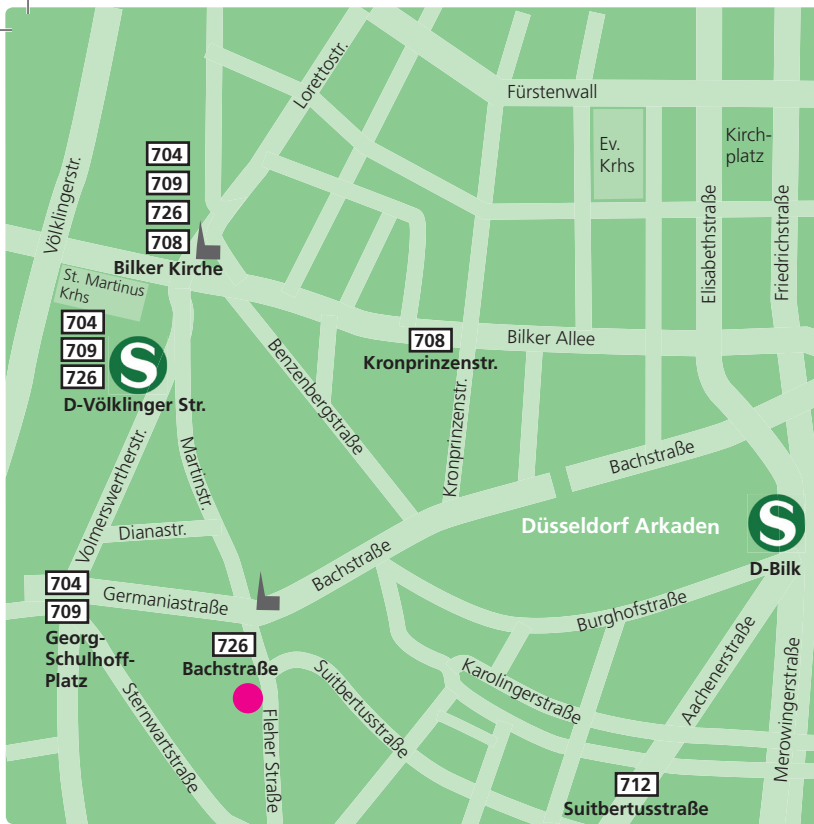 Lorettostr.
Fürstenwall
Ev.
Krhs
Kirch-
platz
Völklingerstr.
704
709
726
708
Bilker Kirche
Elisabethstraße
Friedrichstraße
St. Martinus
Krhs
704
709
726
S
D-Völklinger Str.
708
Kronprinzenstr.
Bilker Allee
Benzenbergstraße
Kronprinzenstr.
Martinstr.
Volmerswertherstr.
Bachstraße
Dianastr.
Düsseldorf Arkaden
S
D-Bilk
Bachstraße
704
709
Georg-
Schulhoff-
Platz
Germaniastraße
Burghofstraße
726
Bachstraße
Suitbertusstraße
Karolingerstraße
Aachenerstraße
Merowingerstraße
Sternwartstraße
Fleher Straße
712
Suitbertusstraße